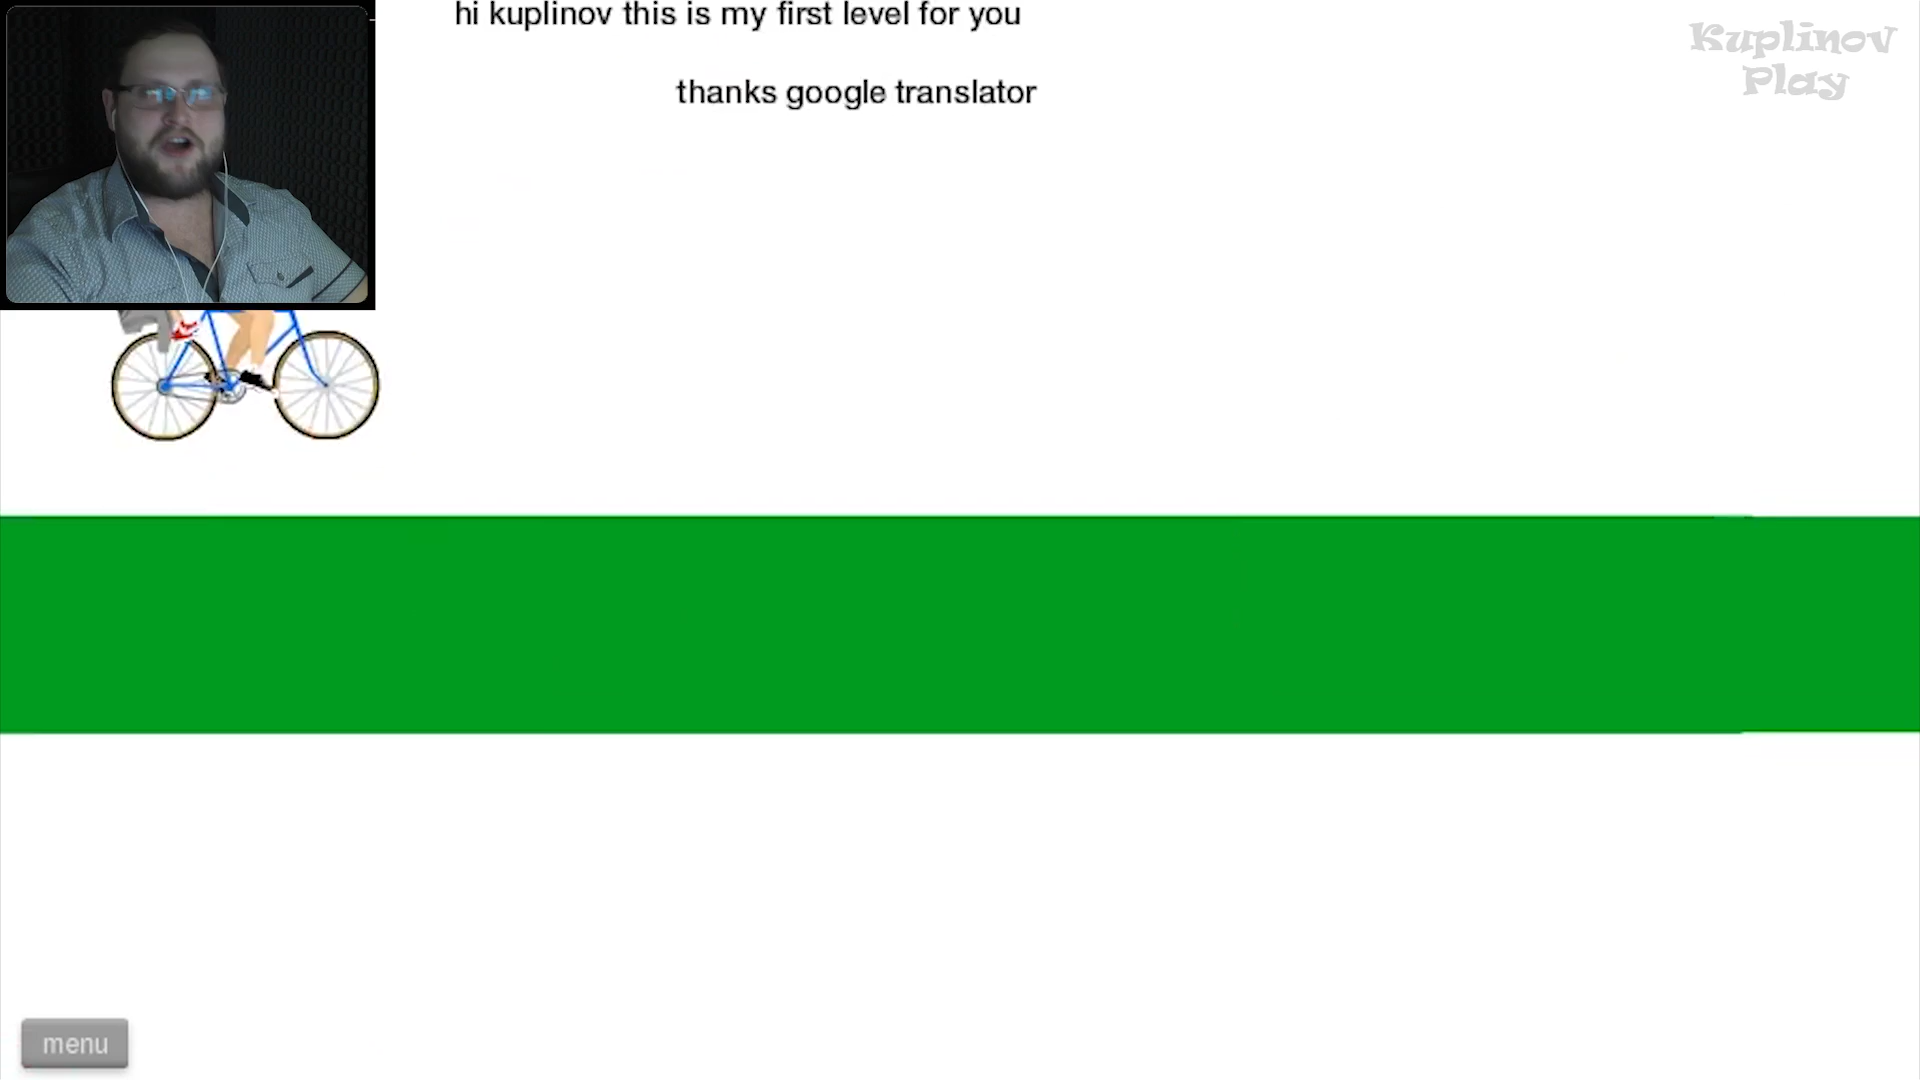 hi kuplinov this is my first level for you
thanks google translator
Kuplinov
Play
menu